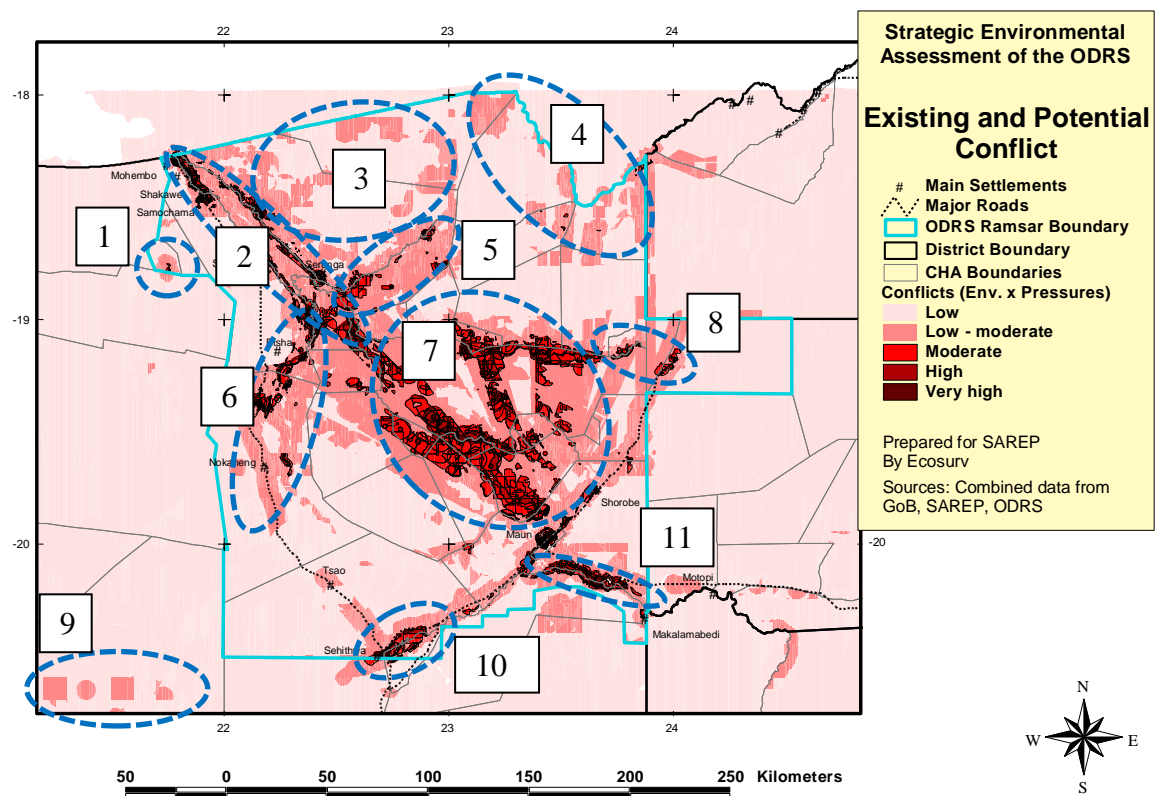 Strategic Environmental
Assessment of the ODRS
Existing and Potential
Conflict
# Main Settlements
Major Roads
ODRS Ramsar Boundary
District Boundary
CHA Boundaries
Conflicts (Env. x Pressures)
Low
Low - moderate
Moderate
High
Very high
Prepared for SAREP
By Ecosurv
Sources: Combined data from
GoB, SAREP, ODRS
22 23 24
-18
4
3
Mohembo
Shakawe
Samochama
1
2
5
Seronga
-19
8
7
6
Nokaneng
Shorobe
Maun
11
-20 -20
Tsao
Motopi
9
Makalamabedi
Sehithwa
10
22 23 24
N
W E
S
50 0 50 100 150 200 250 Kilometers